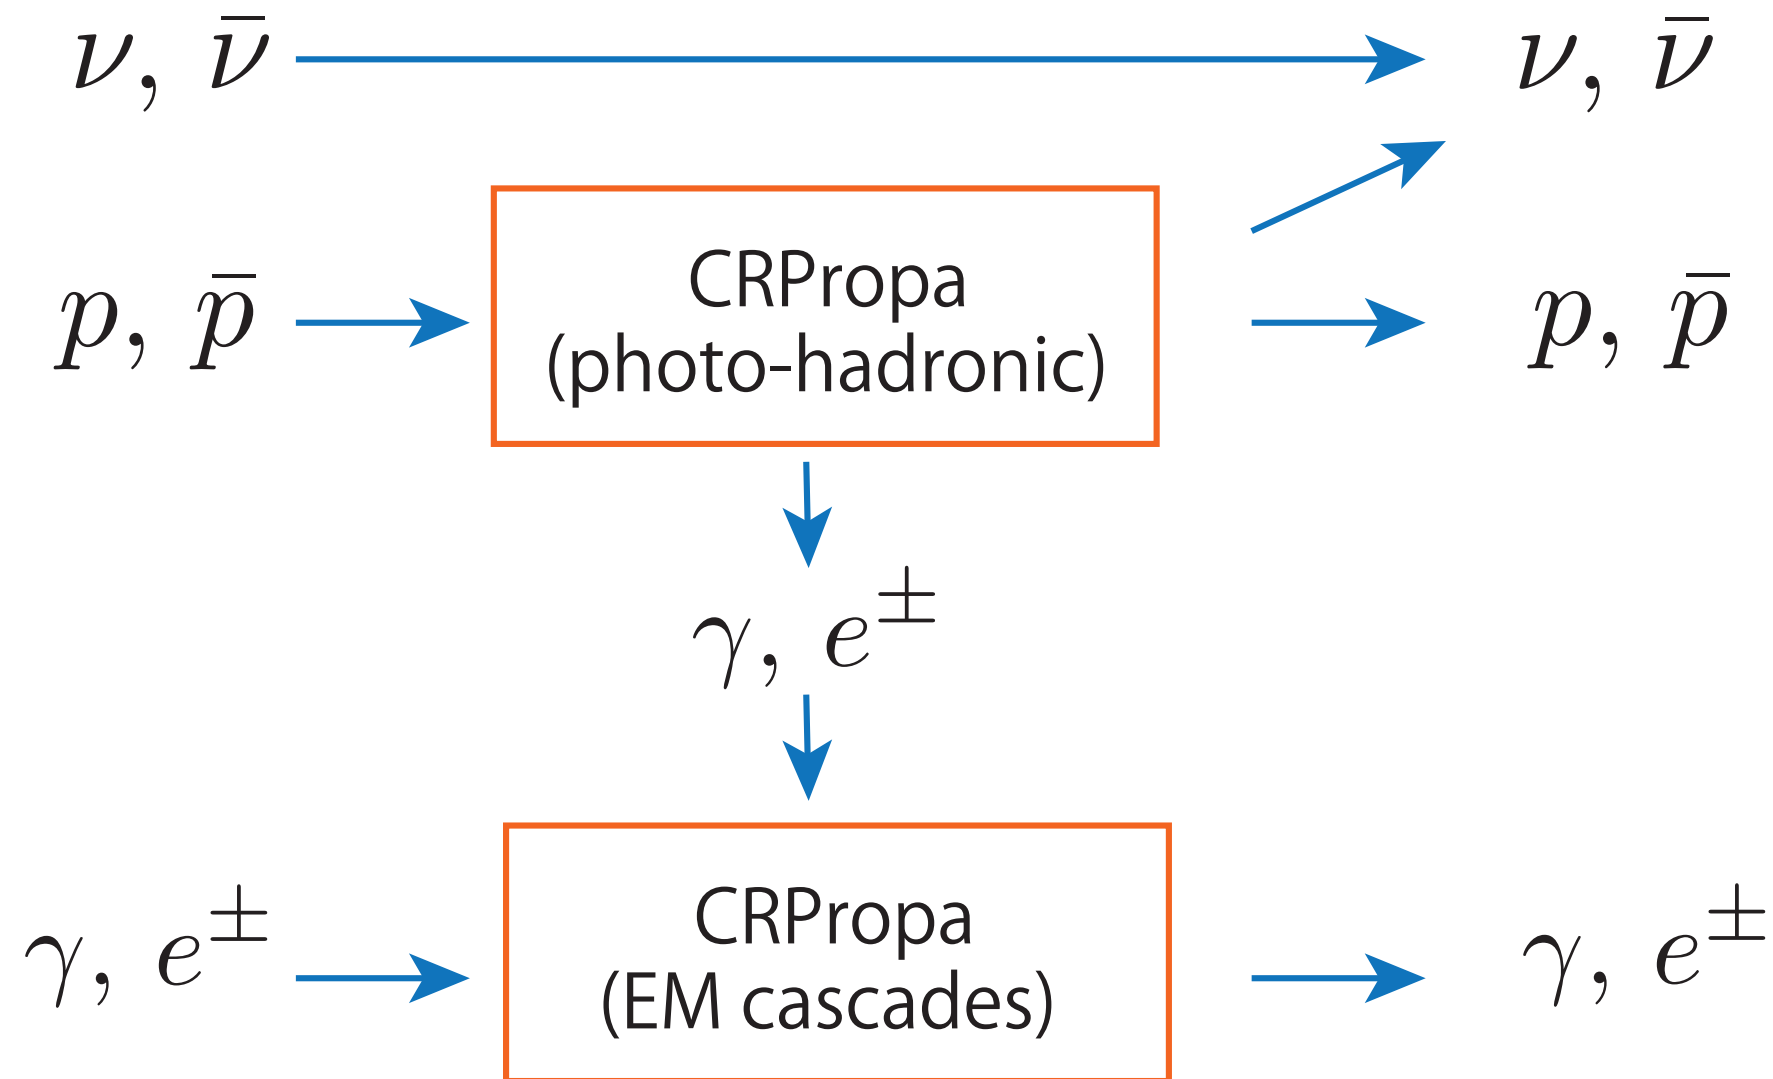 ν, ν̄
ν, ν̄
p, p̄
CRPropa
(photo-hadronic)
p, p̄
γ, e±
γ, e±
CRPropa
(EM cascades)
γ, e±